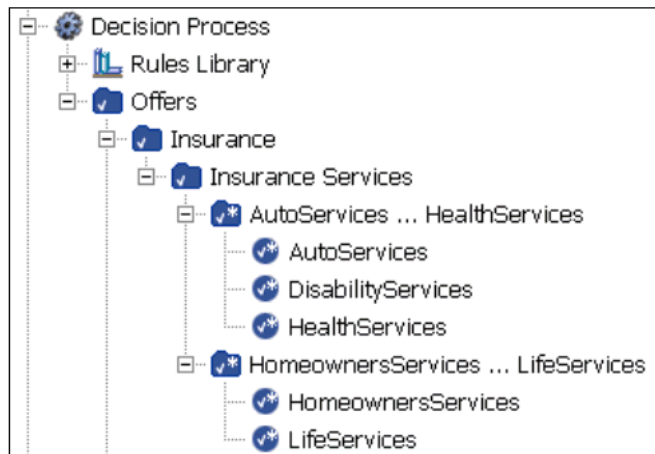 Decision Process
Rules Library
Offers
Insurance
Insurance Services
AutoServices ... HealthServices
AutoServices
DisabilityServices
HealthServices
HomeownersServices ... LifeServices
HomeownersServices
LifeServices